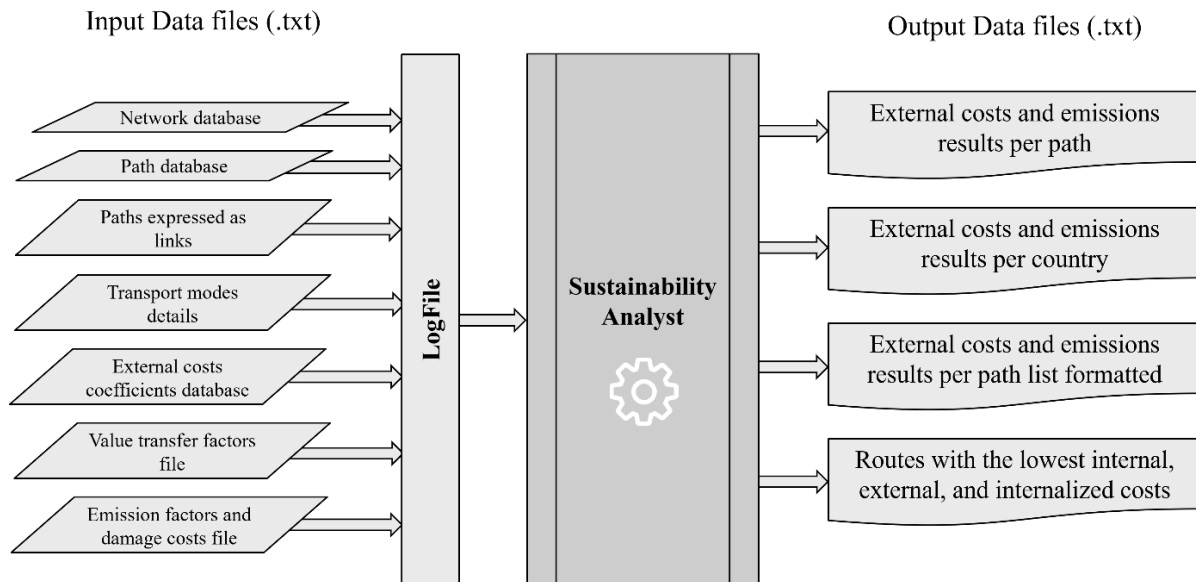 Input Data files (.txt)
Output Data files (.txt)
Network database
Path database
Paths expressed as
links
Transport modes
details
External costs
coefficients database
Value transfer factors
file
Emission factors and
damage costs file
LogFile
Sustainability
Analyst
External costs and emissions
results per path
External costs and emissions
results per country
External costs and emissions
results per path list formatted
Routes with the lowest internal,
external, and internalized costs